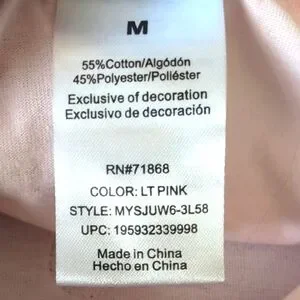 M
55%Cotton/Algódón
45%Polyester/Poliéster
Exclusive of decoration
Exclusivo de decoración
RN#71868
COLOR: LT PINK
STYLE: MYSJUW6-3L58
UPC: 195932339998
Made in China
Hecho en China